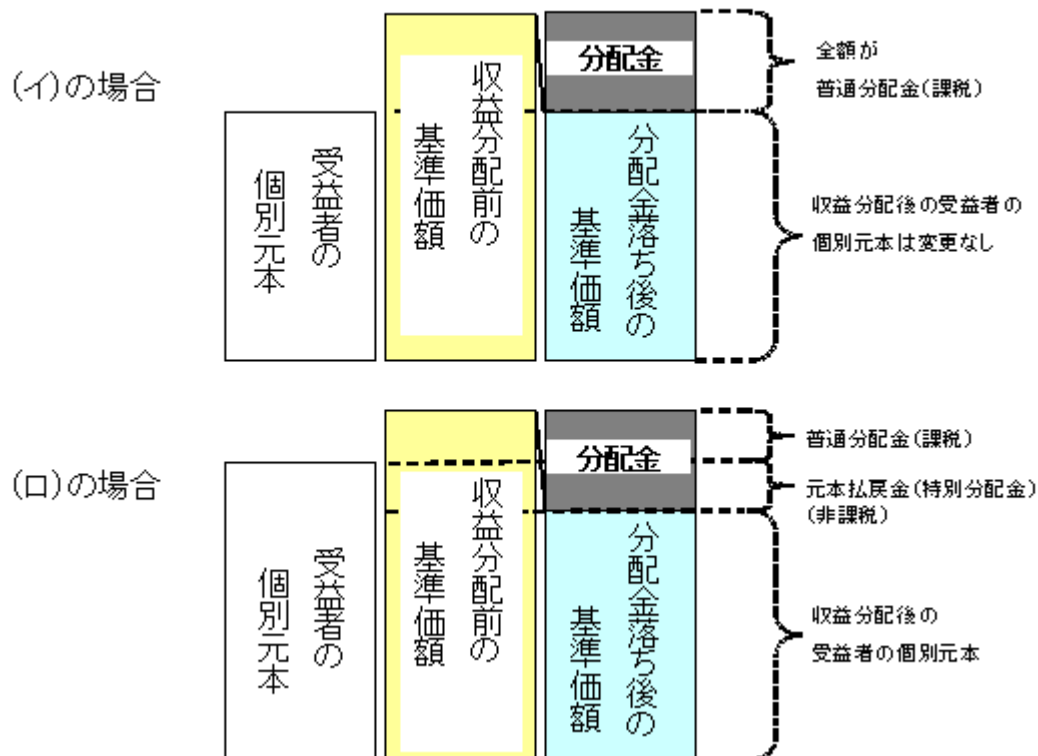 (イ)の場合
受益者の
個別元本
収益分配前の
基準価額
分配金
分配金落ち後の
基準価額
全額が
普通分配金(課税)
収益分配後の受益者の
個別元本は変更なし
(ロ)の場合
受益者の
個別元本
収益分配前の
基準価額
分配金
分配金落ち後の
基準価額
普通分配金(課税)
元本払戻金(特別分配金)
(非課税)
収益分配後の
受益者の個別元本